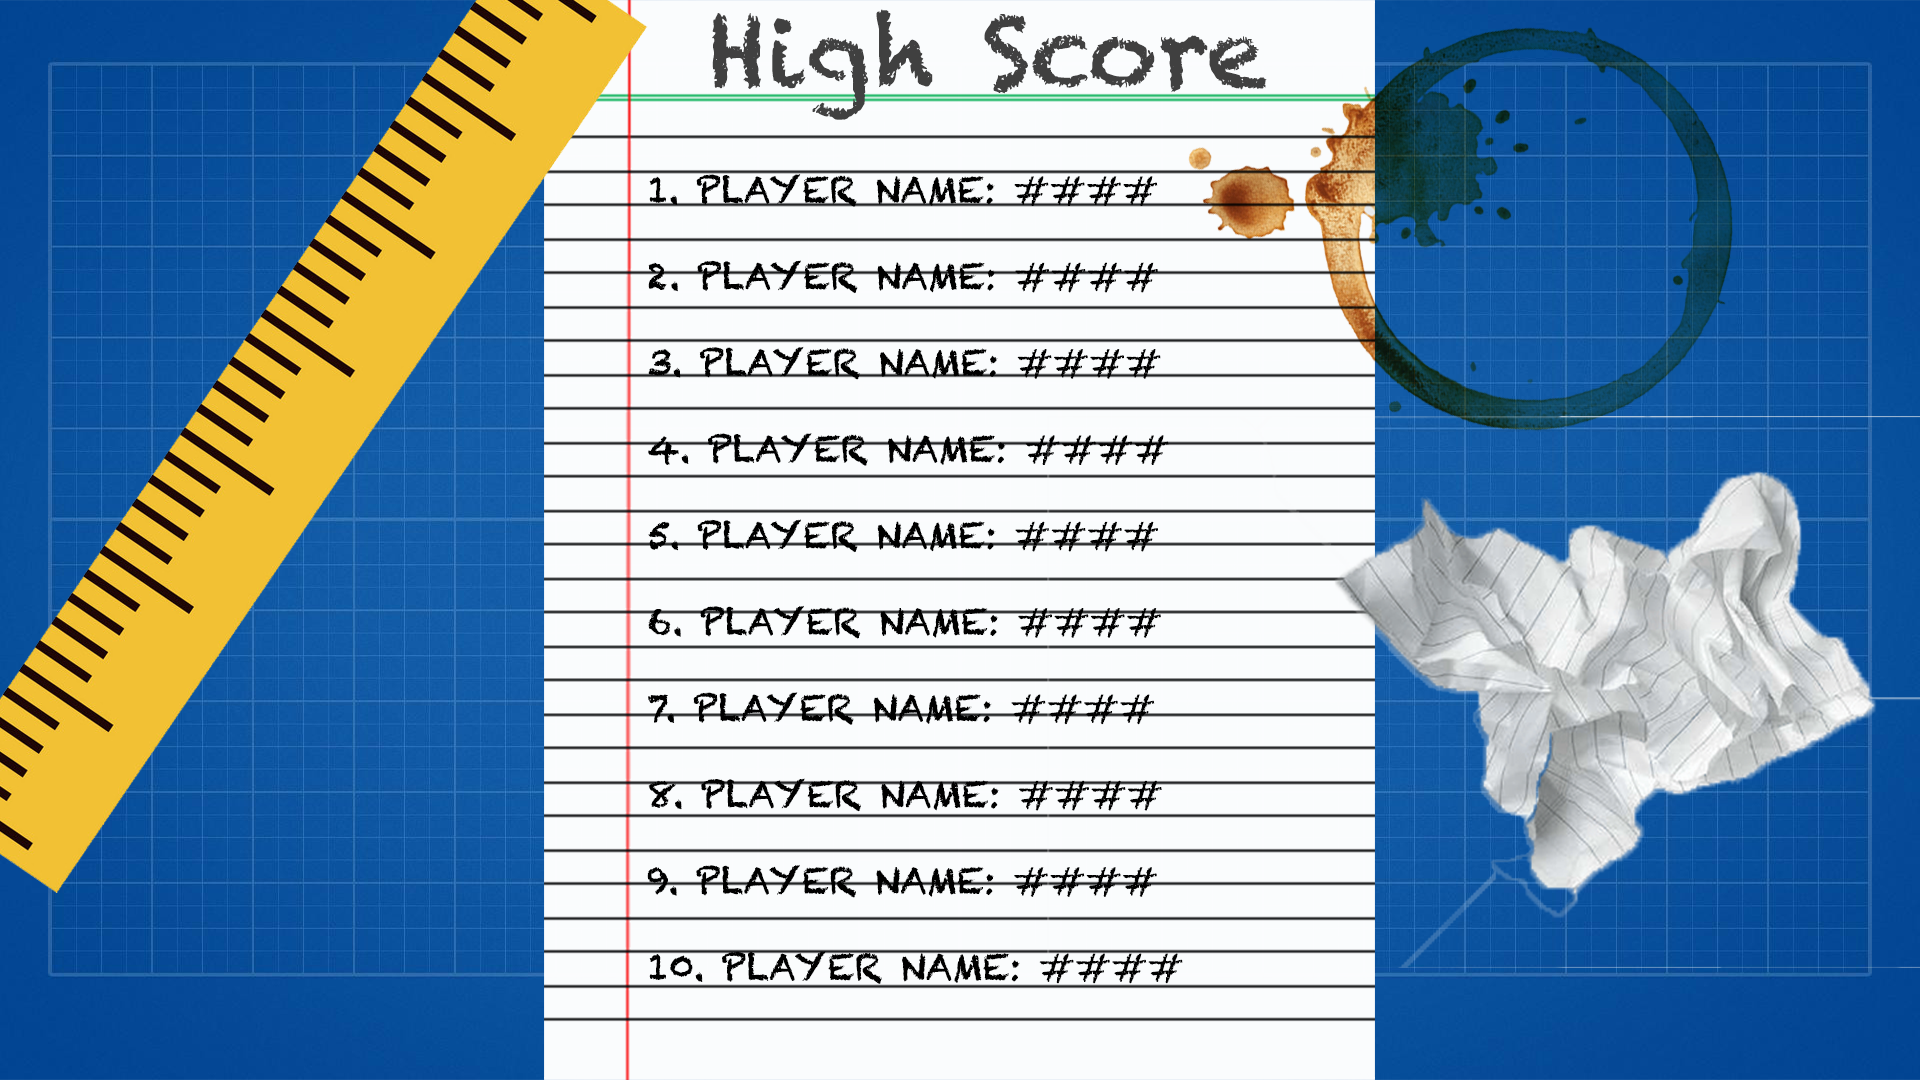 High Score
1. PLAYER NAME: ####
2. PLAYER NAME: ####
3. PLAYER NAME: ####
4. PLAYER NAME: ####
5. PLAYER NAME: ####
6. PLAYER NAME: ####
7. PLAYER NAME: ####
8. PLAYER NAME: ####
9. PLAYER NAME: ####
10. PLAYER NAME: ####